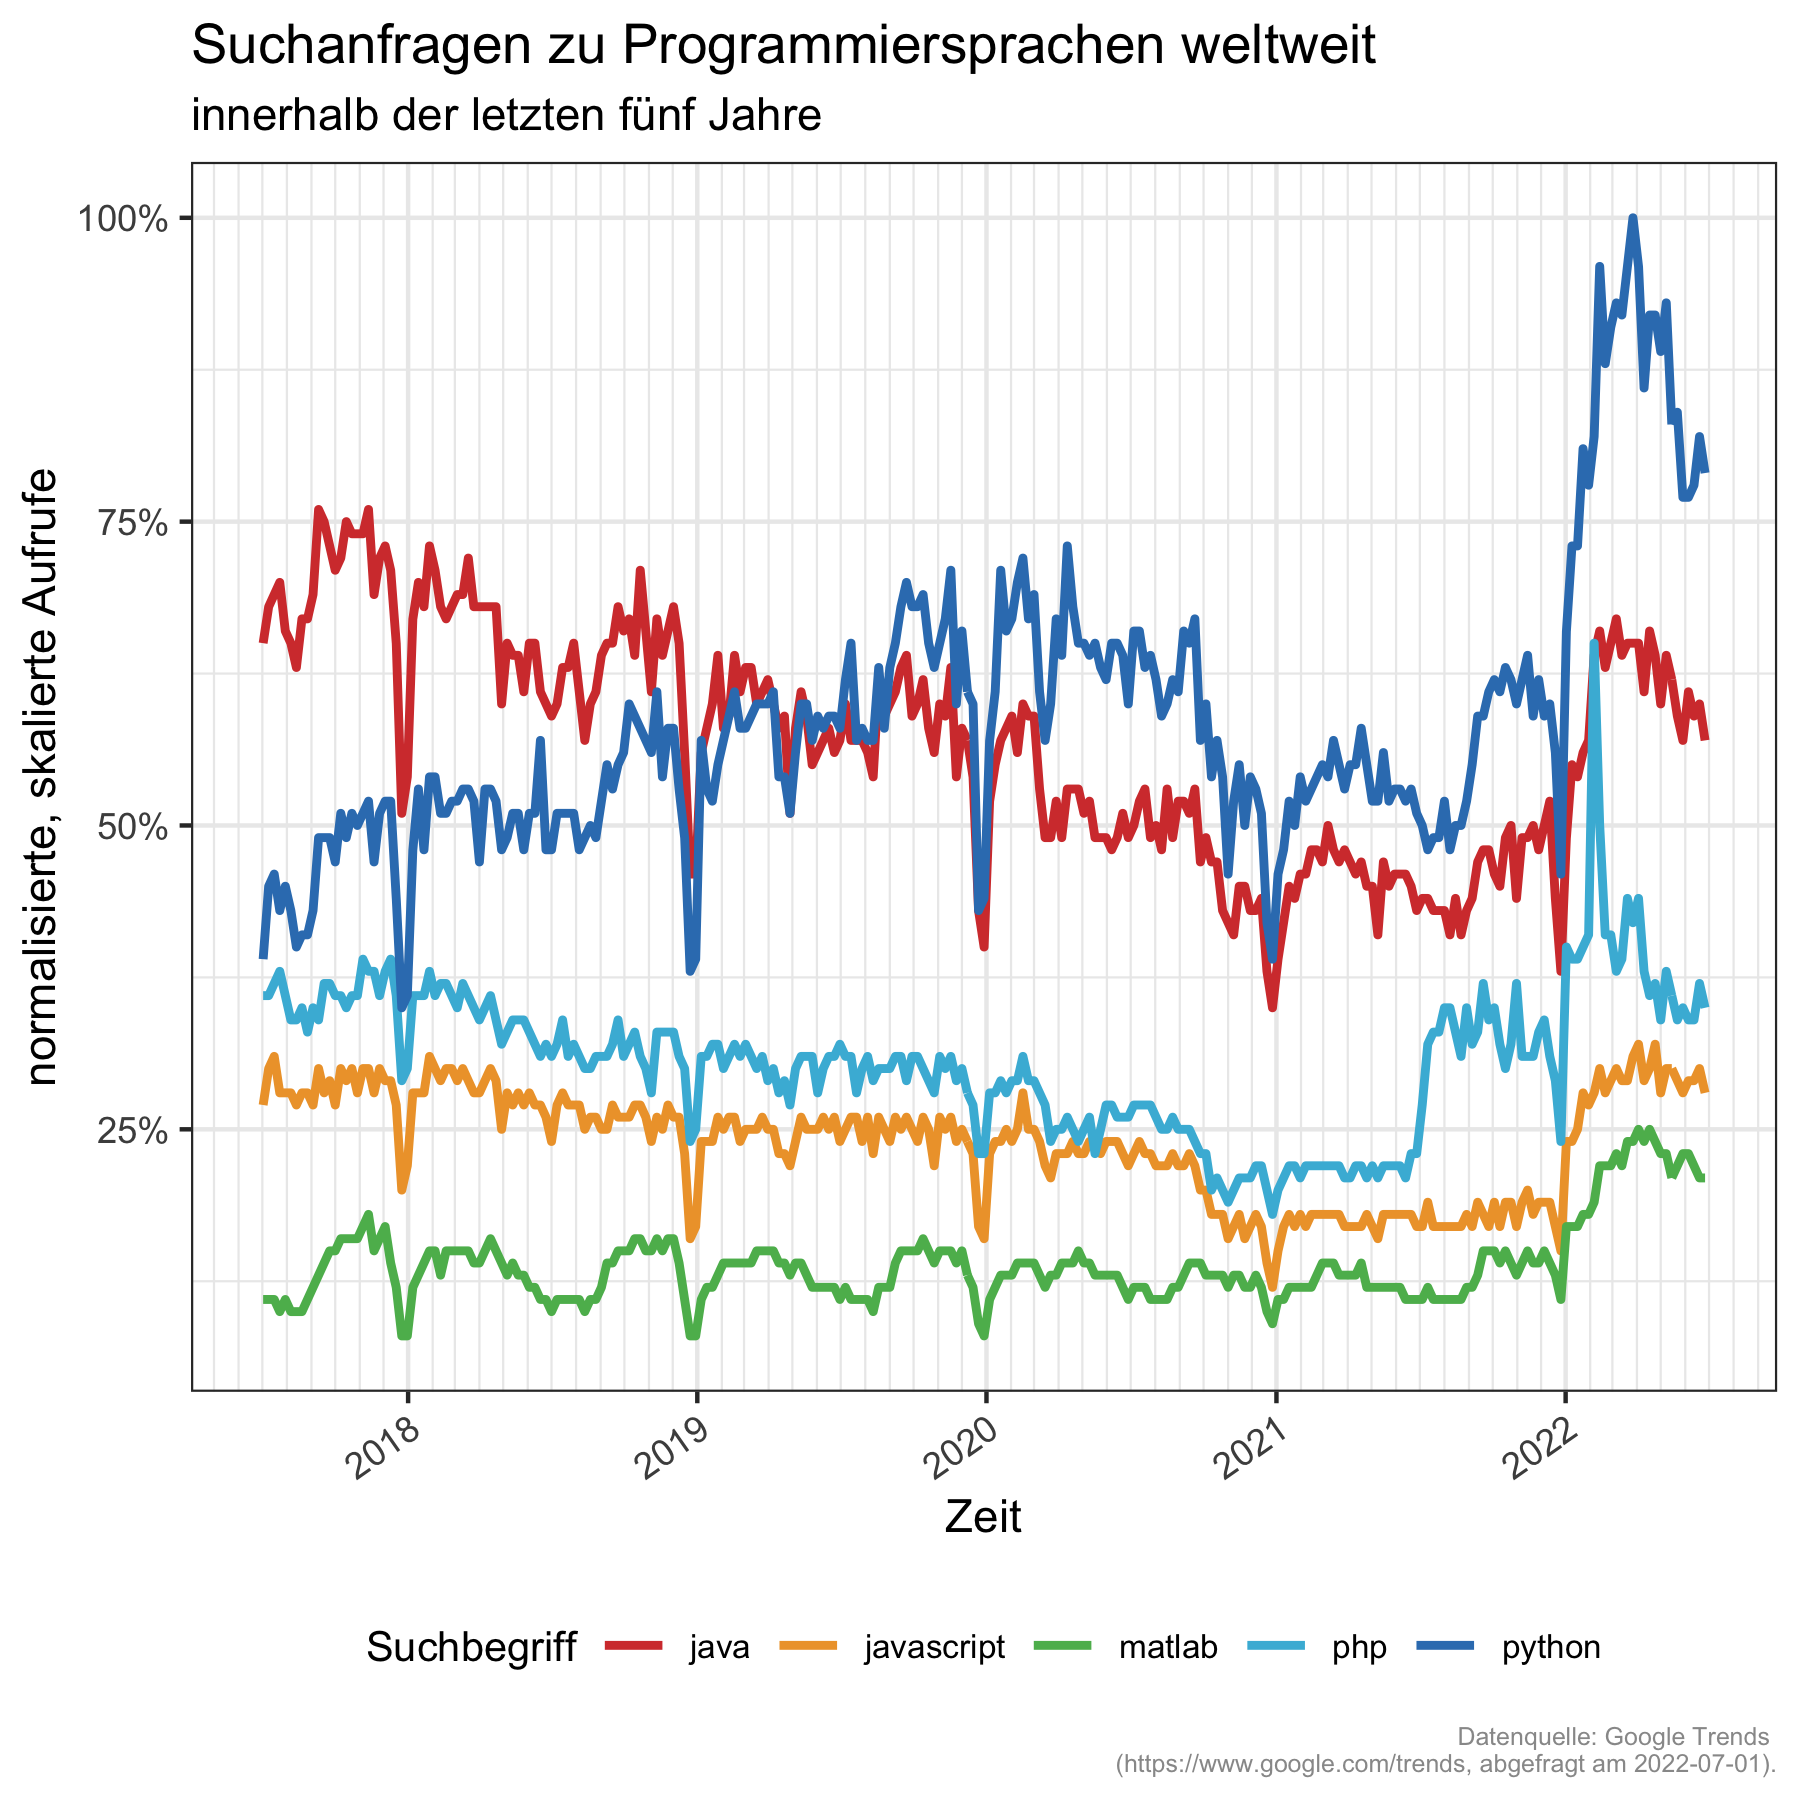 Suchanfragen zu Programmiersprachen weltweit
innerhalb der letzten fünf Jahre
normalisierte, skalierte Aufrufe
100%
75%
50%
25%
2018
2019
2020
2021
2022
Zeit
Suchbegriff java javascript matlab php python
Datenquelle: Google Trends
(https://www.google.com/trends, abgefragt am 2022-07-01).